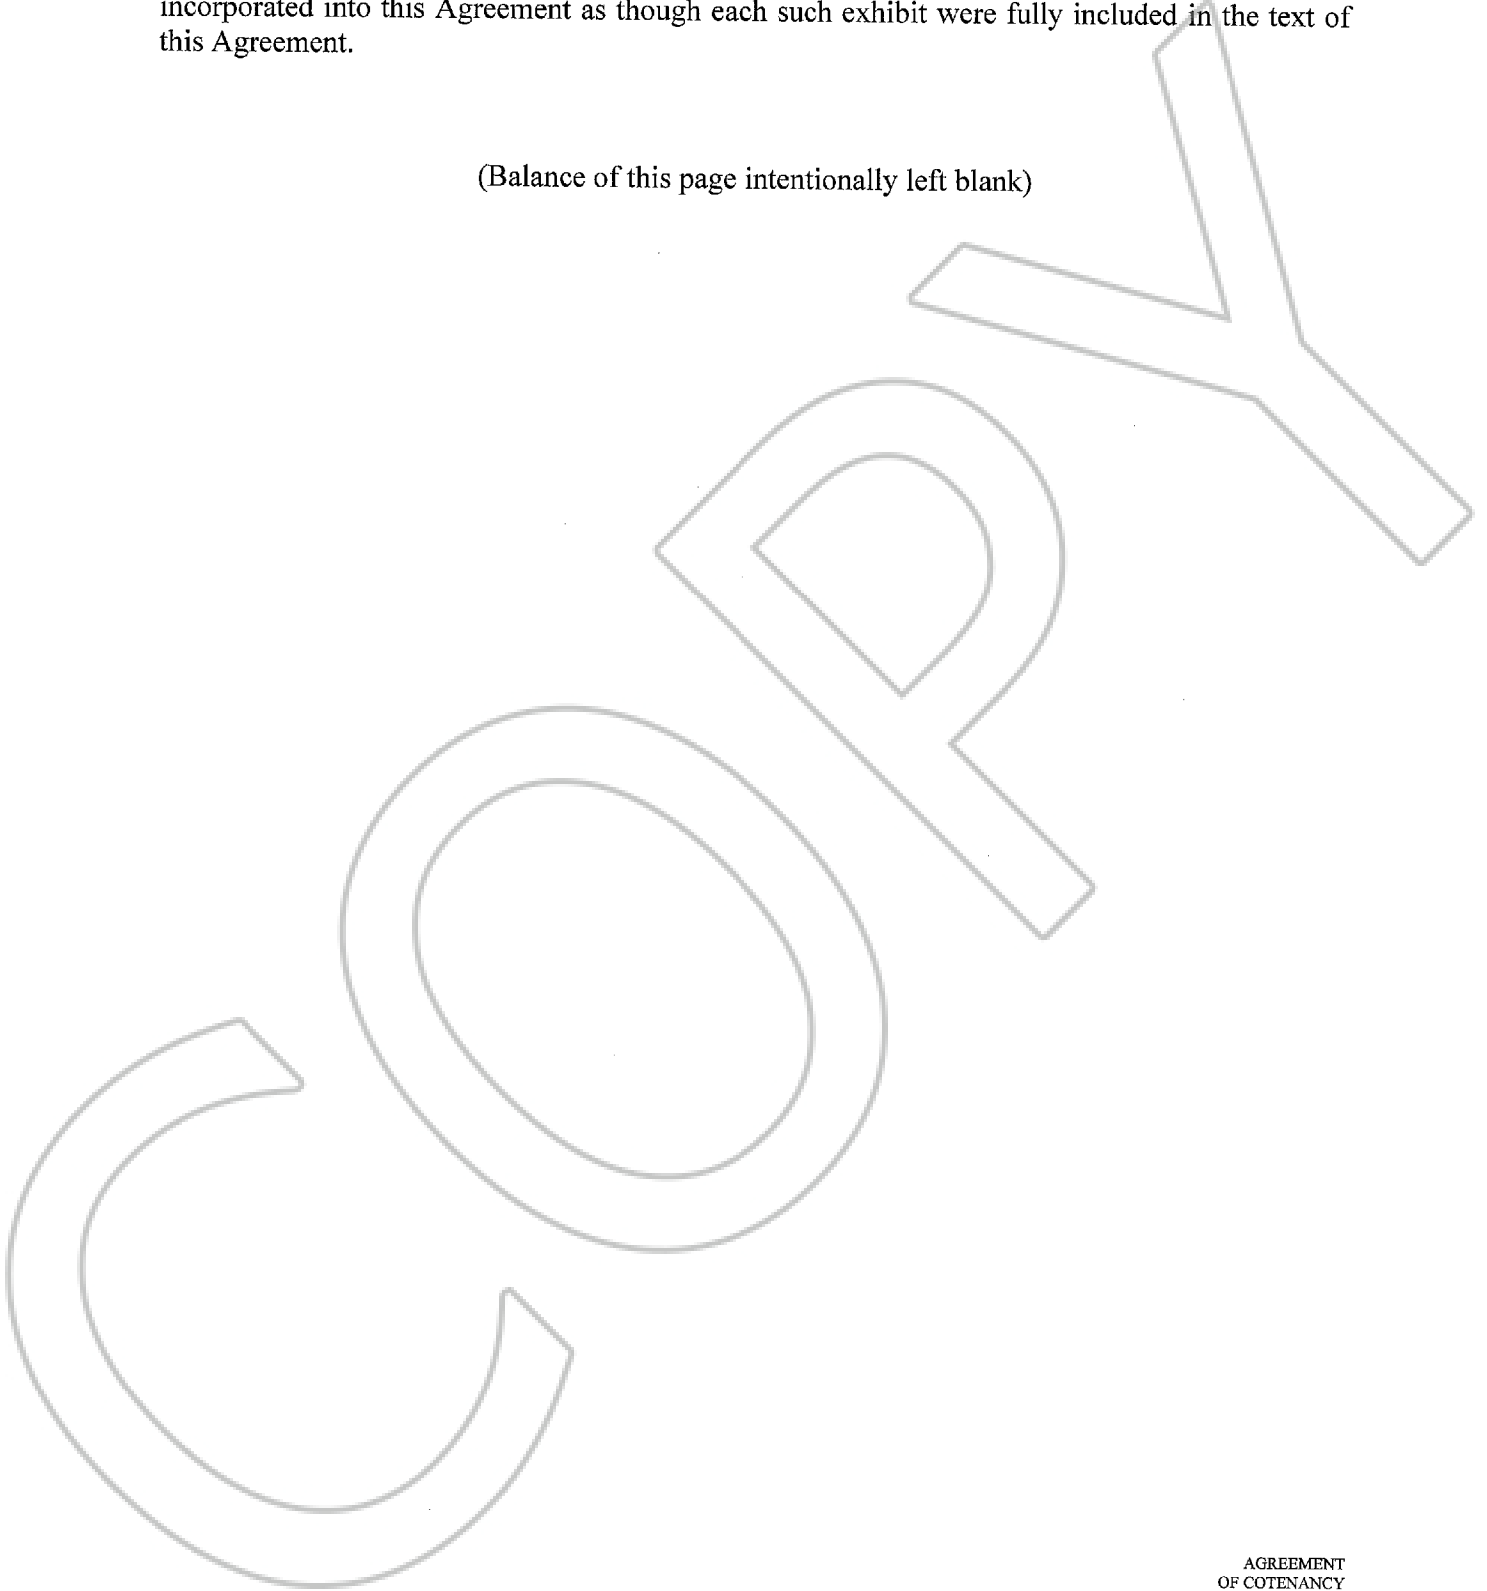 incorporated into this Agreement as though each such exhibit were fully included in the text of
this Agreement.
(Balance of this page intentionally left blank)
COPY
AGREEMENT
OF COTENANCY